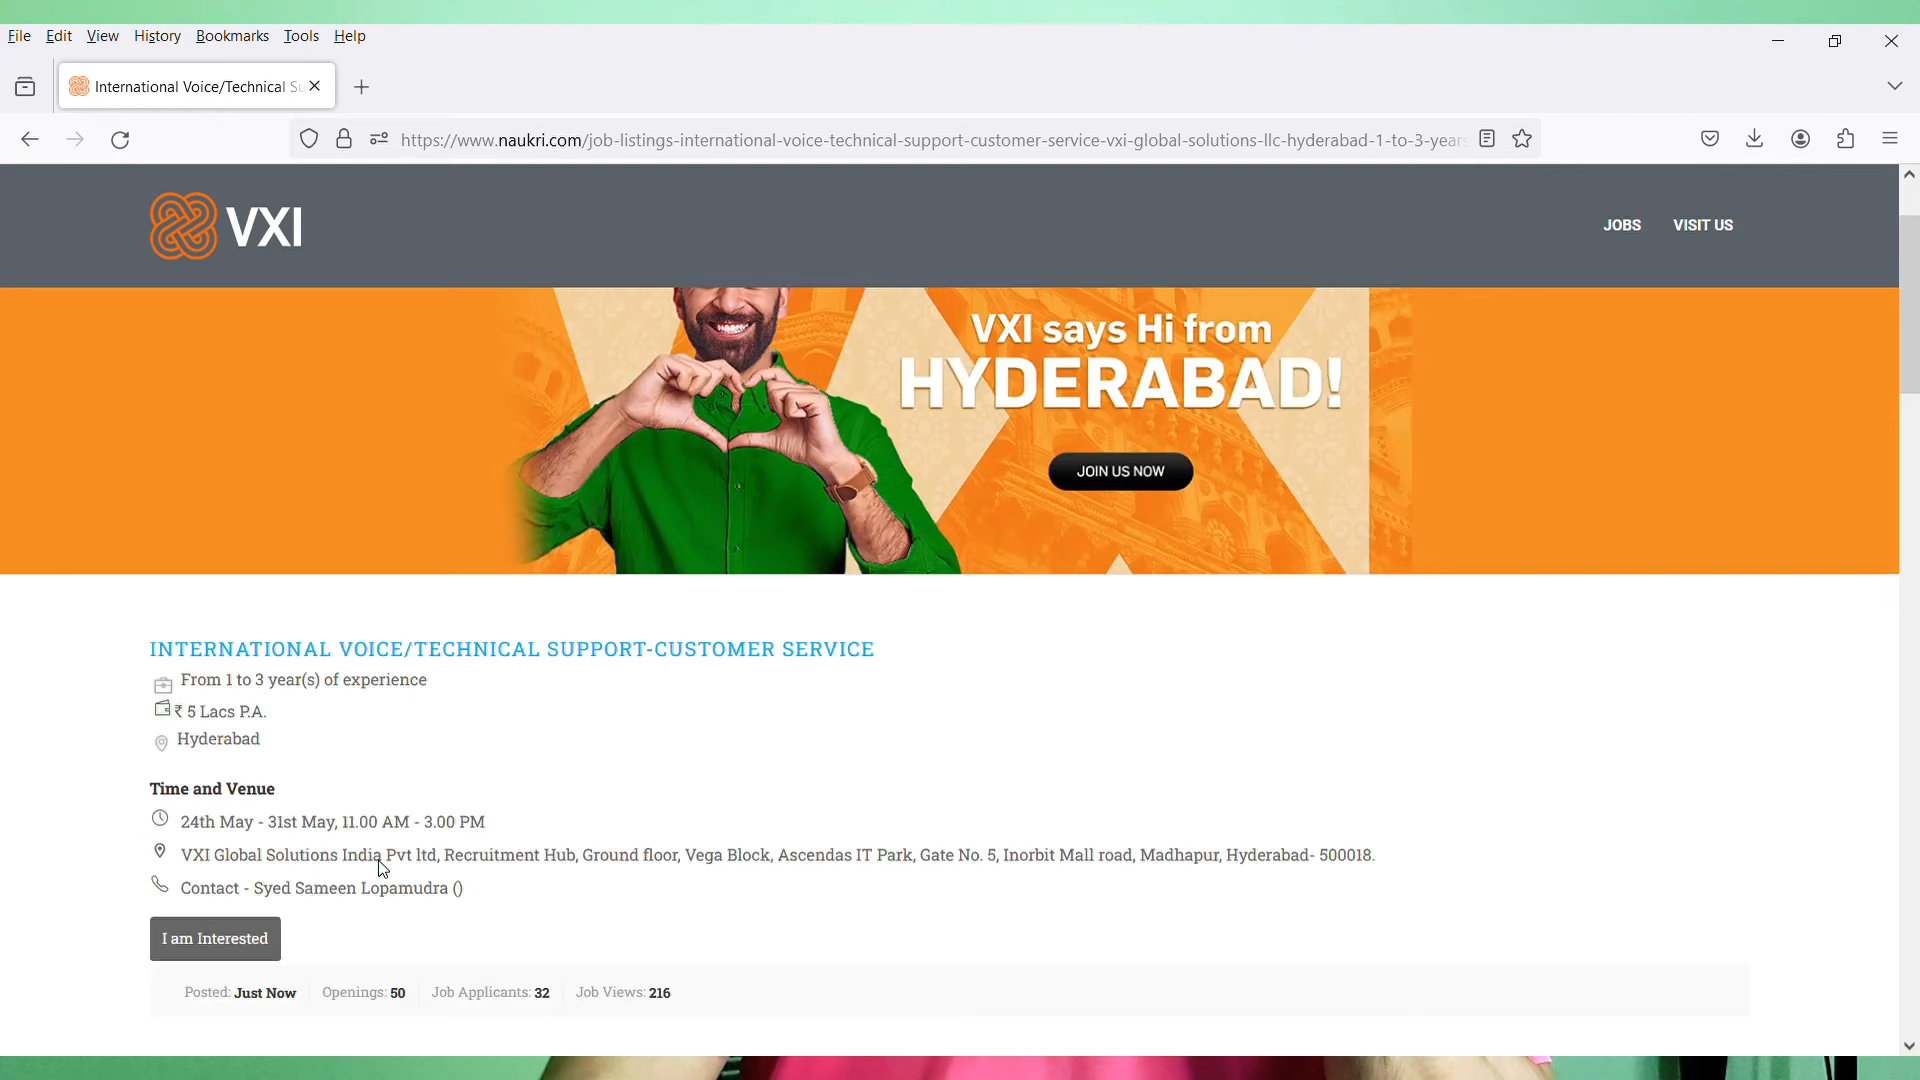 File Edit View History Bookmarks Tools Help
International Voice/Technical Su
https://www.naukri.com/job-listings-international-voice-technical-support-customer-service-vxi-global-solutions-llc-hyderabad-1-to-3-years
VXI
JOBS VISIT US
VXI says Hi from
HYDERABAD!
JOIN US NOW
INTERNATIONAL VOICE/TECHNICAL SUPPORT-CUSTOMER SERVICE
From 1 to 3 year(s) of experience
₹ 5 Lacs P.A.
Hyderabad
Time and Venue
24th May - 31st May, 11.00 AM - 3.00 PM
VXI Global Solutions India Pvt ltd, Recruitment Hub, Ground floor, Vega Block, Ascendas IT Park, Gate No. 5, Inorbit Mall road, Madhapur, Hyderabad- 500018.
Contact - Syed Sameen Lopamudra ()
I am Interested
Posted: Just Now Openings: 50 Job Applicants: 32 Job Views: 216